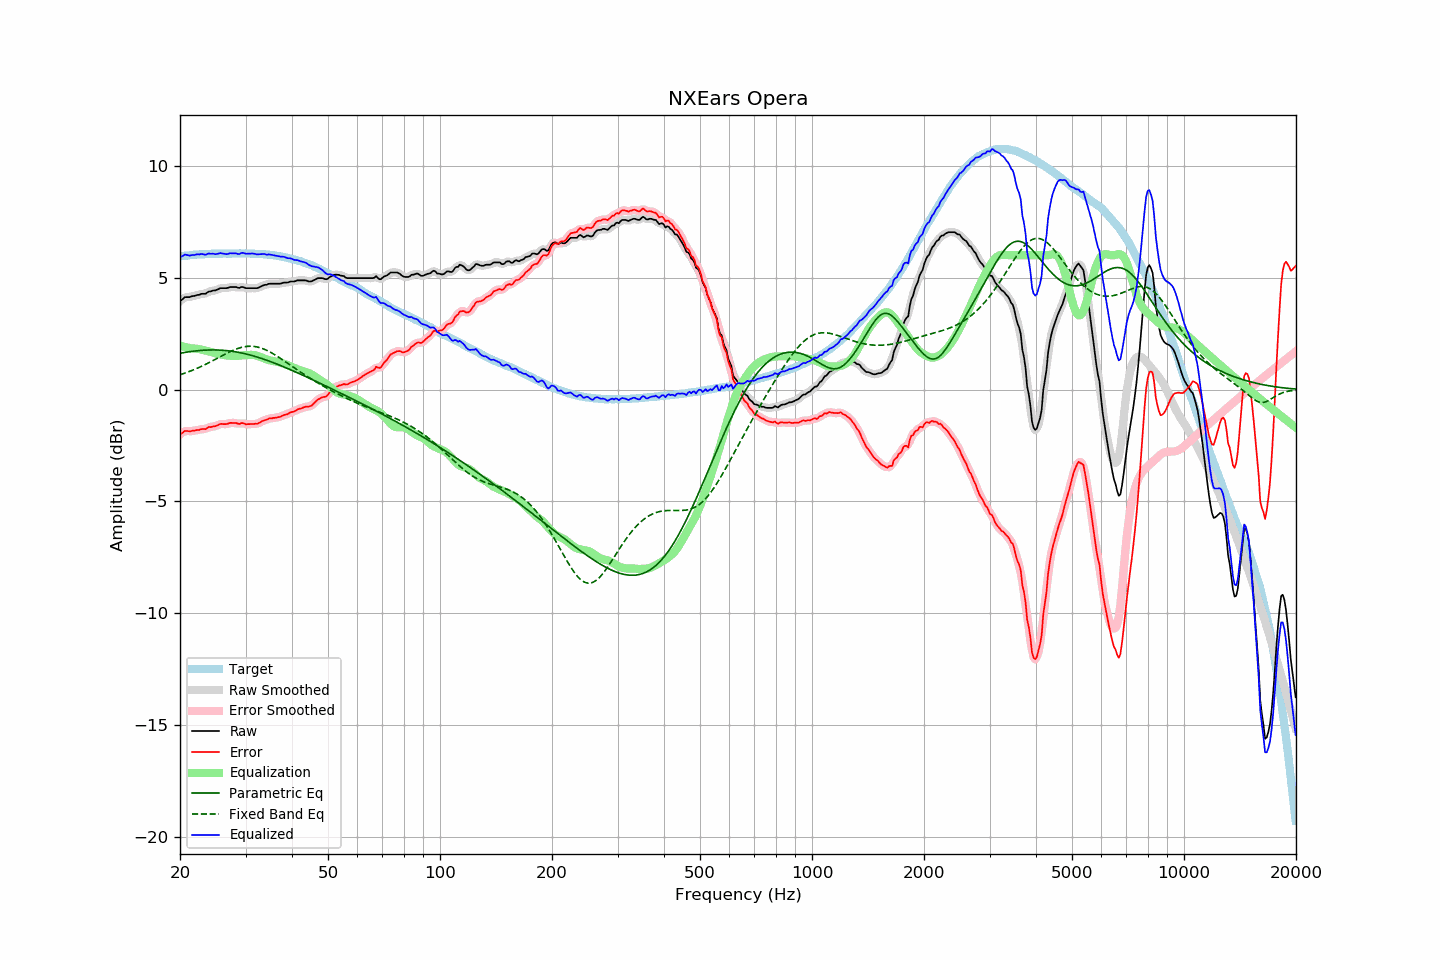 NXEars Opera
Amplitude (dBr)
10
5
0
−5
−10
−15
−20
Target
Raw Smoothed
Error Smoothed
Raw
Error
Equalization
Parametric Eq
Fixed Band Eq
Equalized
20 50 100 200 500 1000 2000 5000 10000 20000
Frequency (Hz)